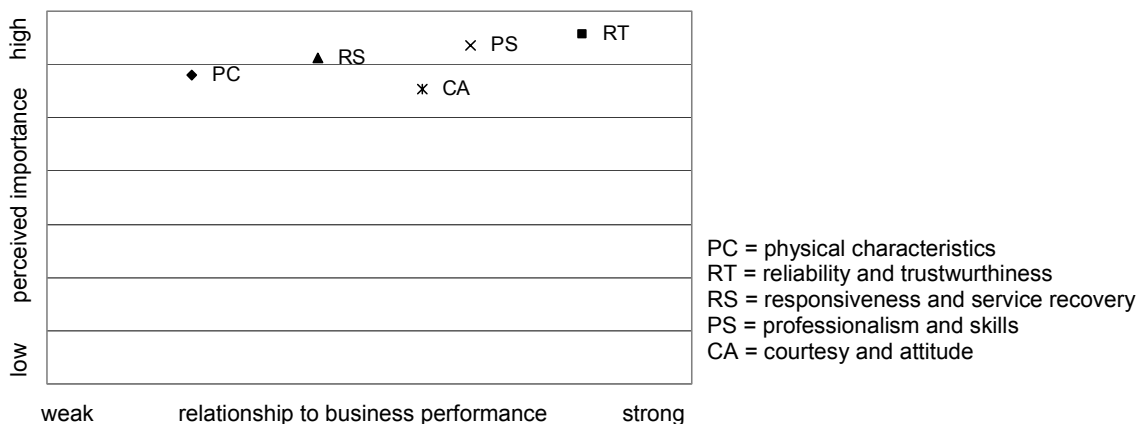 high
perceived importance
low
PC
RS
CA
PS
RT
PC = physical characteristics
RT = reliability and trustwurthiness
RS = responsiveness and service recovery
PS = professionalism and skills
CA = courtesy and attitude
weak relationship to business performance strong